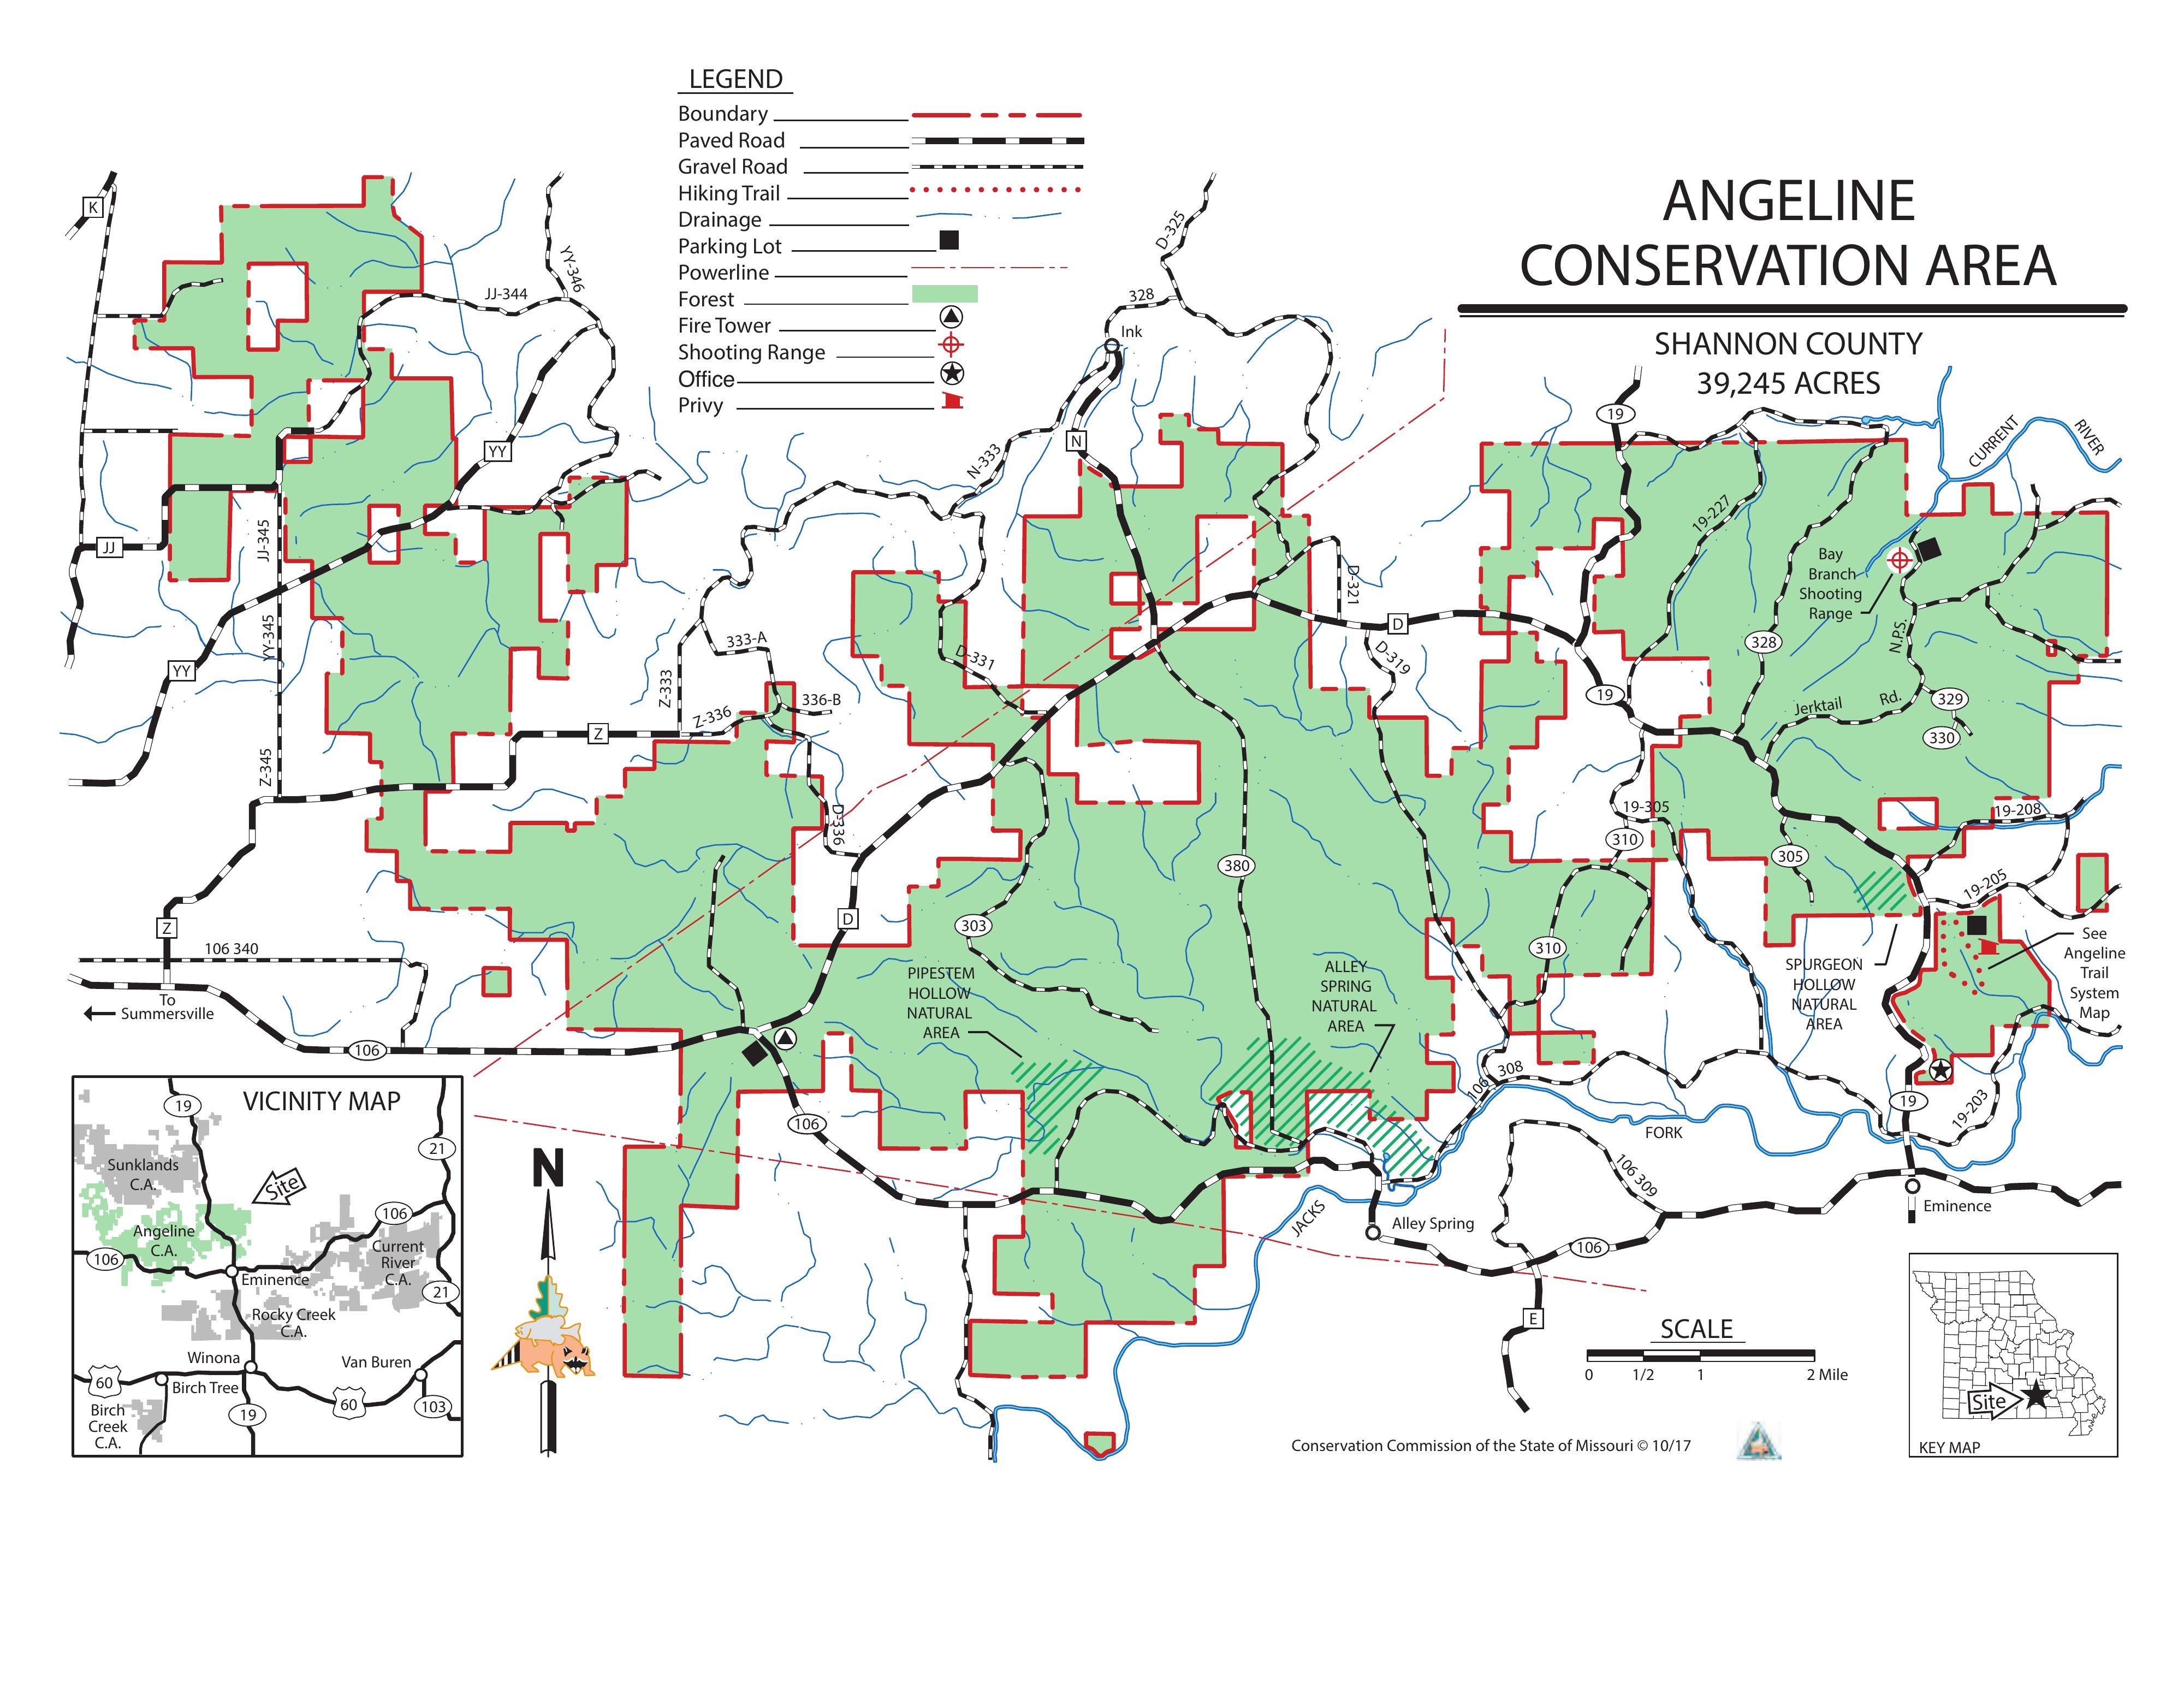 LEGEND
Boundary
Paved Road
Gravel Road
Hiking Trail
Drainage
Parking Lot
Powerline
Forest
Fire Tower
Shooting Range
Office
Privy
ANGELINE
CONSERVATION AREA
SHANNON COUNTY
39,245 ACRES
K
JJ-344
YY-346
YY
JJ
JJ-345
YY-345
YY
Z-345
Z
Z
106 340
To
Summersville
106
D-325
328
Ink
N
N-333
333-A
Z-333
Z-336
336-B
D-336
D-331
D
303
380
D-321
D
D-319
PIPESTEM
HOLLOW
NATURAL
AREA
ALLEY
SPRING
NATURAL
AREA
106
19
19-227
CURRENT
RIVER
Bay
Branch
Shooting
Range
328
N.P.S.
19
Jerktail
Rd.
329
330
19-305
310
305
19-208
19-205
310
SPURGEON
HOLLOW
NATURAL
AREA
See
Angeline
Trail
System
Map
106
308
19
19-203
FORK
JACKS
106 309
Alley Spring
106
Eminence
E
VICINITY MAP
19
21
Sunklands
C.A.
Site
106
Angeline
C.A.
106
Current
River
C.A.
Eminence
21
Rocky Creek
C.A.
Winona
Van Buren
60
Birch Tree
60
103
Birch
Creek
C.A.
19
N
SCALE
0 1/2 1 2 Mile
Site
KEY MAP
Conservation Commission of the State of Missouri © 10/17